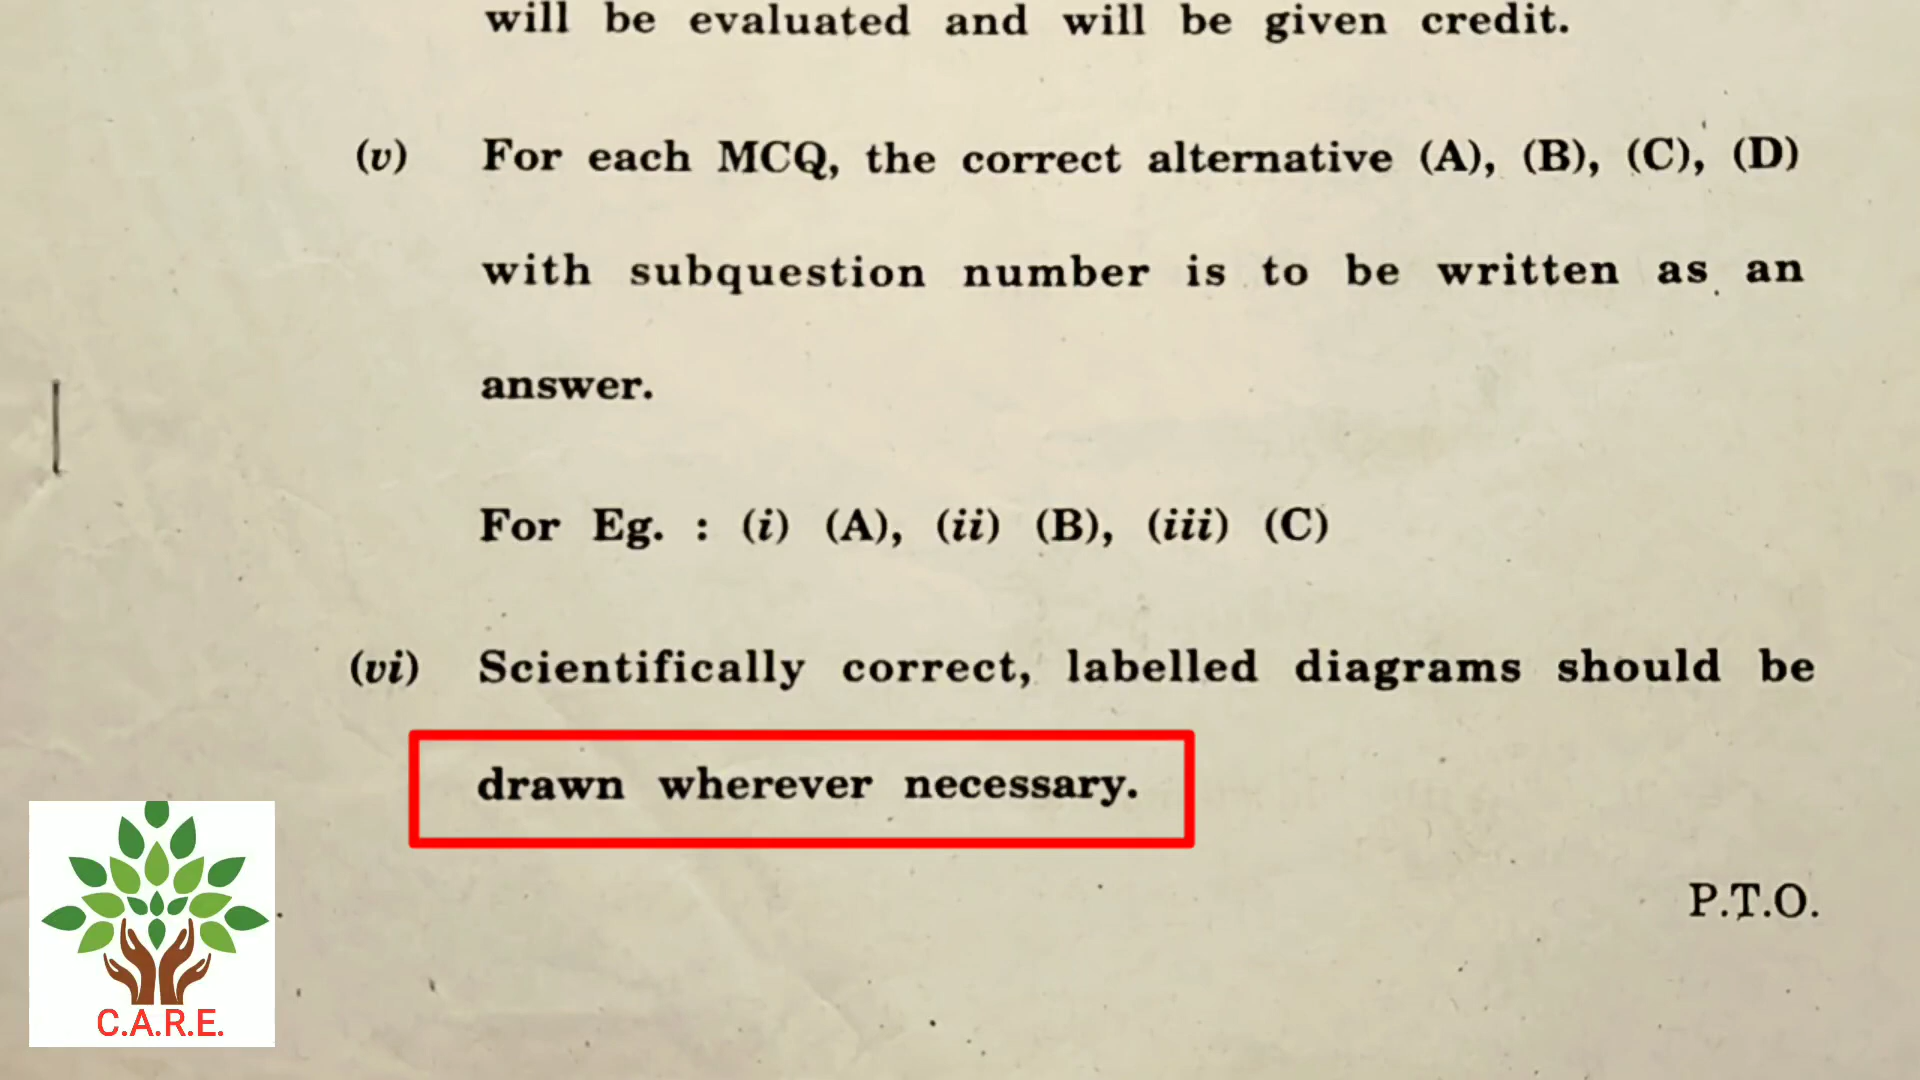 will be evaluated and will be given credit.
(v) For each MCQ, the correct alternative (A), (B), (C), (D)
with subquestion number is to be written as an
answer.
For Eg. : (i) (A), (ii) (B), (iii) (C)
(vi) Scientifically correct, labelled diagrams should be
drawn wherever necessary.
P.T.O.
C.A.R.E.